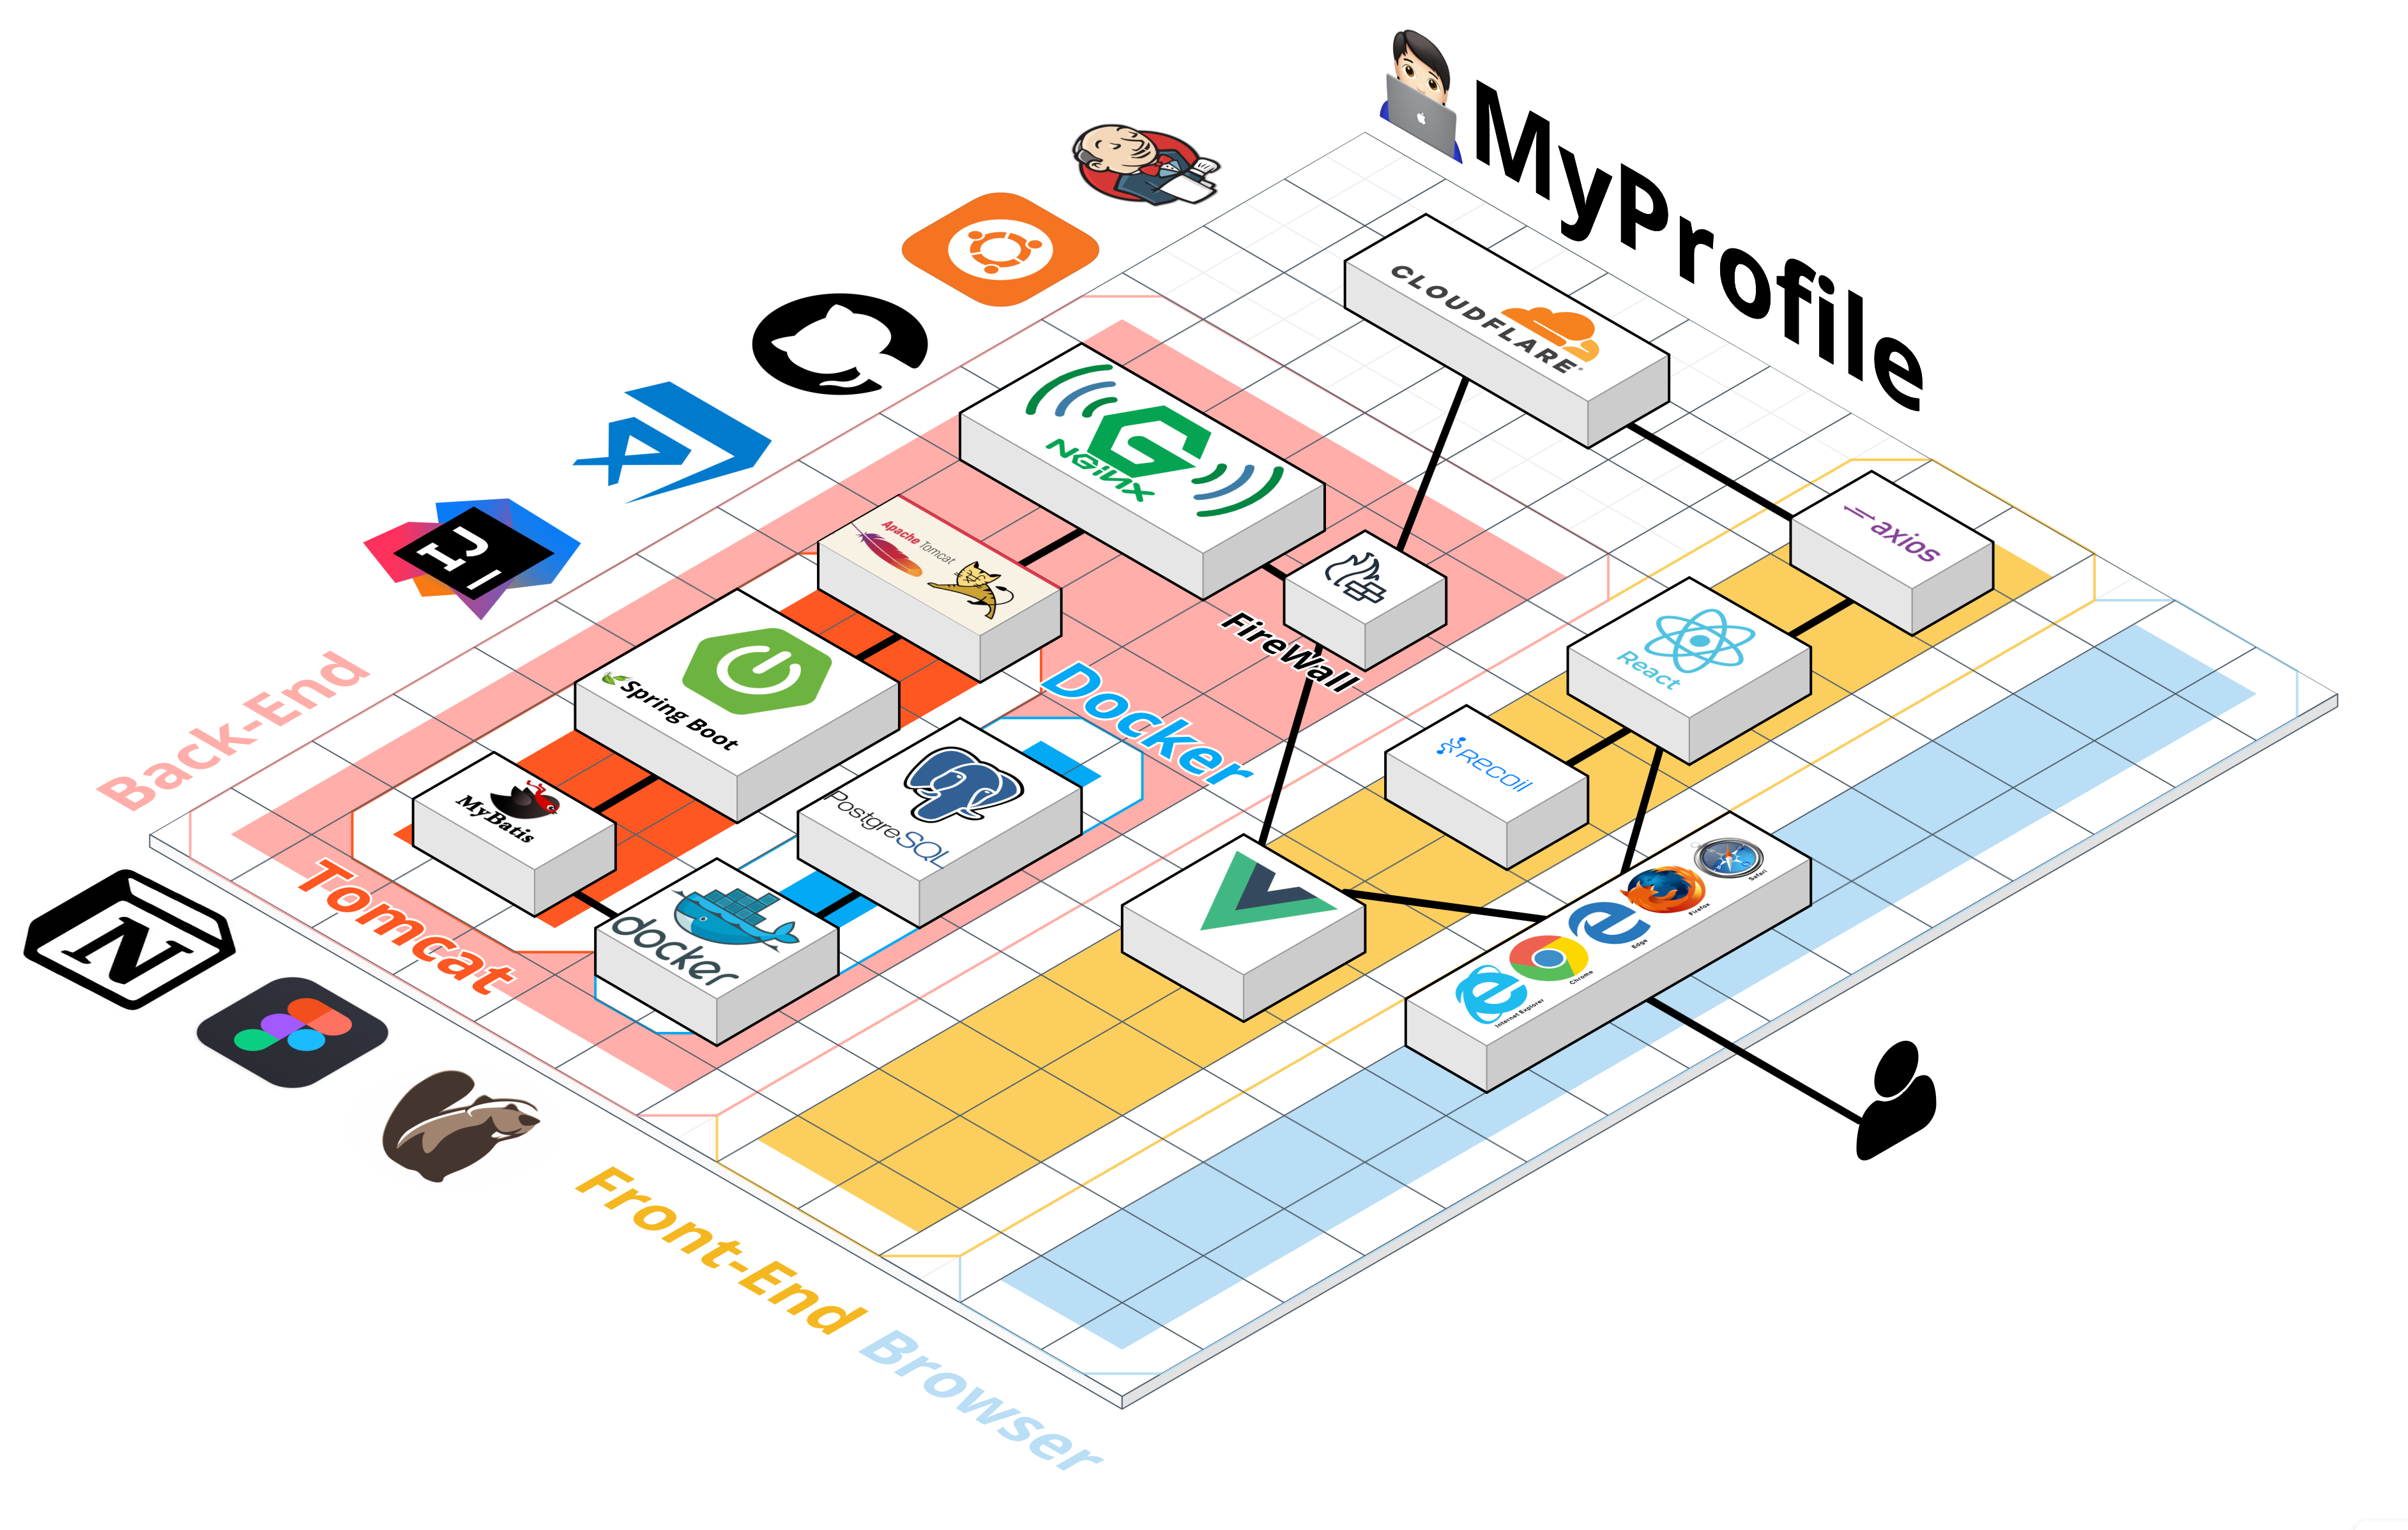 MyProfile
CLOUDFLARE
NGiNX
axios
Apache Tomcat
FireWall
React
Spring Boot
Docker
Recoil
Back-End
MyBatis
PostgreSQL
Safari
Firefox
Edge
Chrome
Internet Explorer
Tomcat
docker
N
IJ
Front-End
Browser